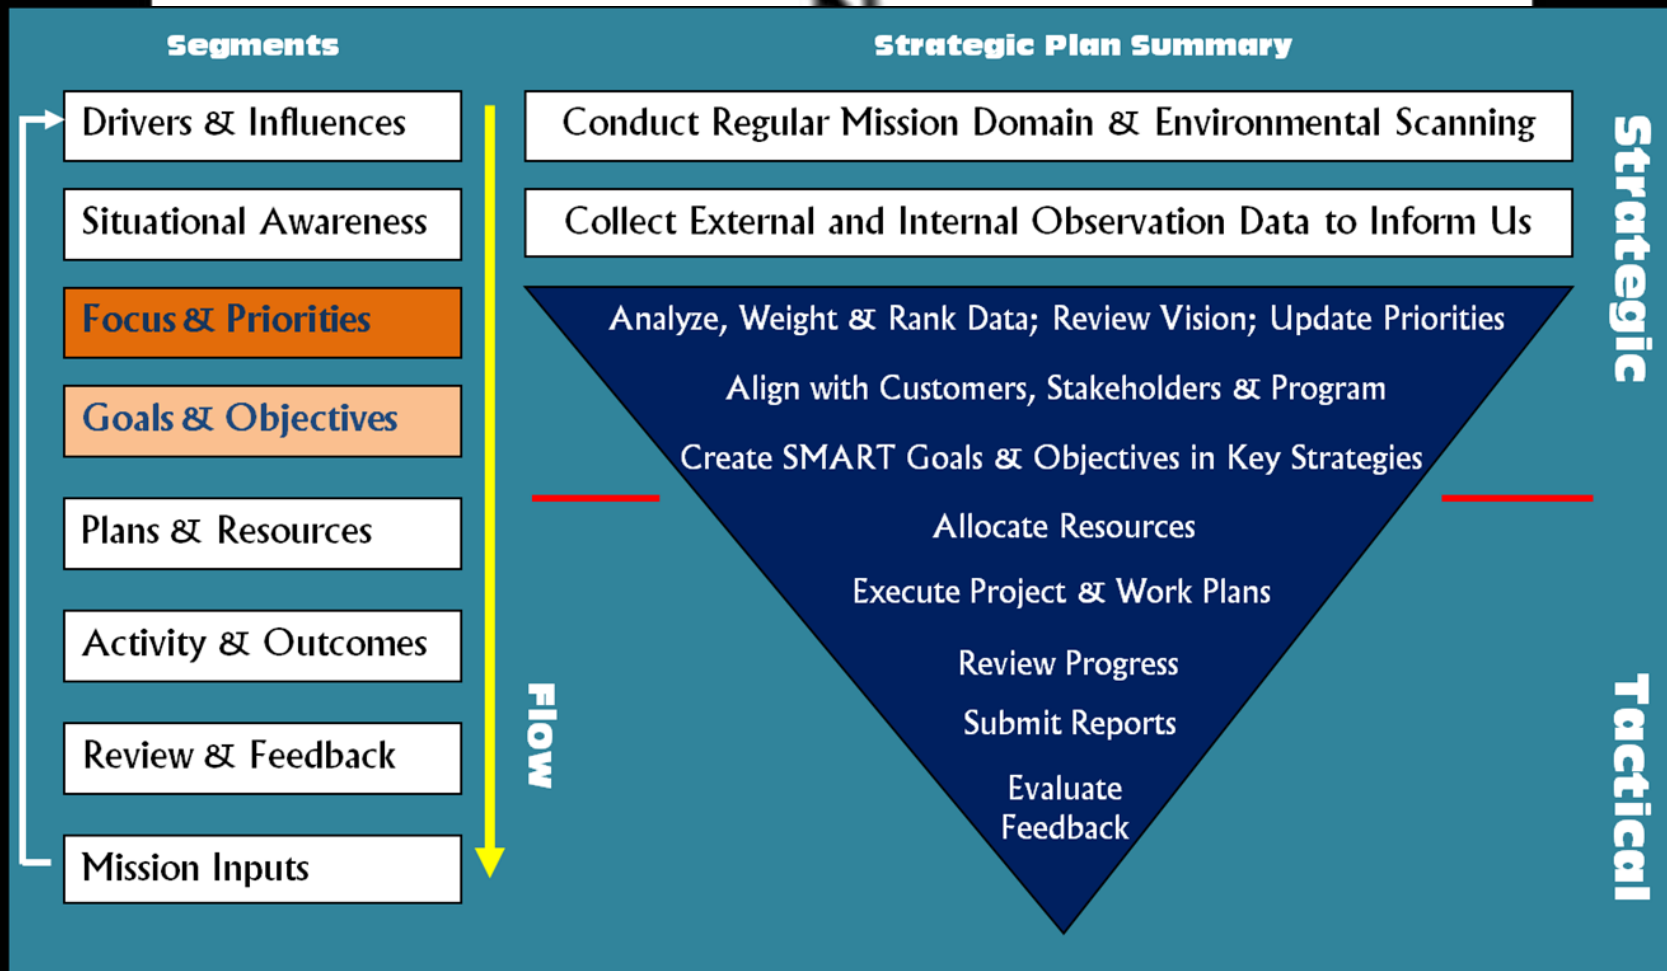 Segments
Strategic Plan Summary
Drivers & Influences
Conduct Regular Mission Domain & Environmental Scanning
Situational Awareness
Collect External and Internal Observation Data to Inform Us
Focus & Priorities
Analyze, Weight & Rank Data; Review Vision; Update Priorities
Goals & Objectives
Align with Customers, Stakeholders & Program
Create SMART Goals & Objectives in Key Strategies
Strategic
Plans & Resources
Allocate Resources
Execute Project & Work Plans
Activity & Outcomes
Review Progress
Submit Reports
Review & Feedback
Evaluate
Feedback
Mission Inputs
Flow
Tactical